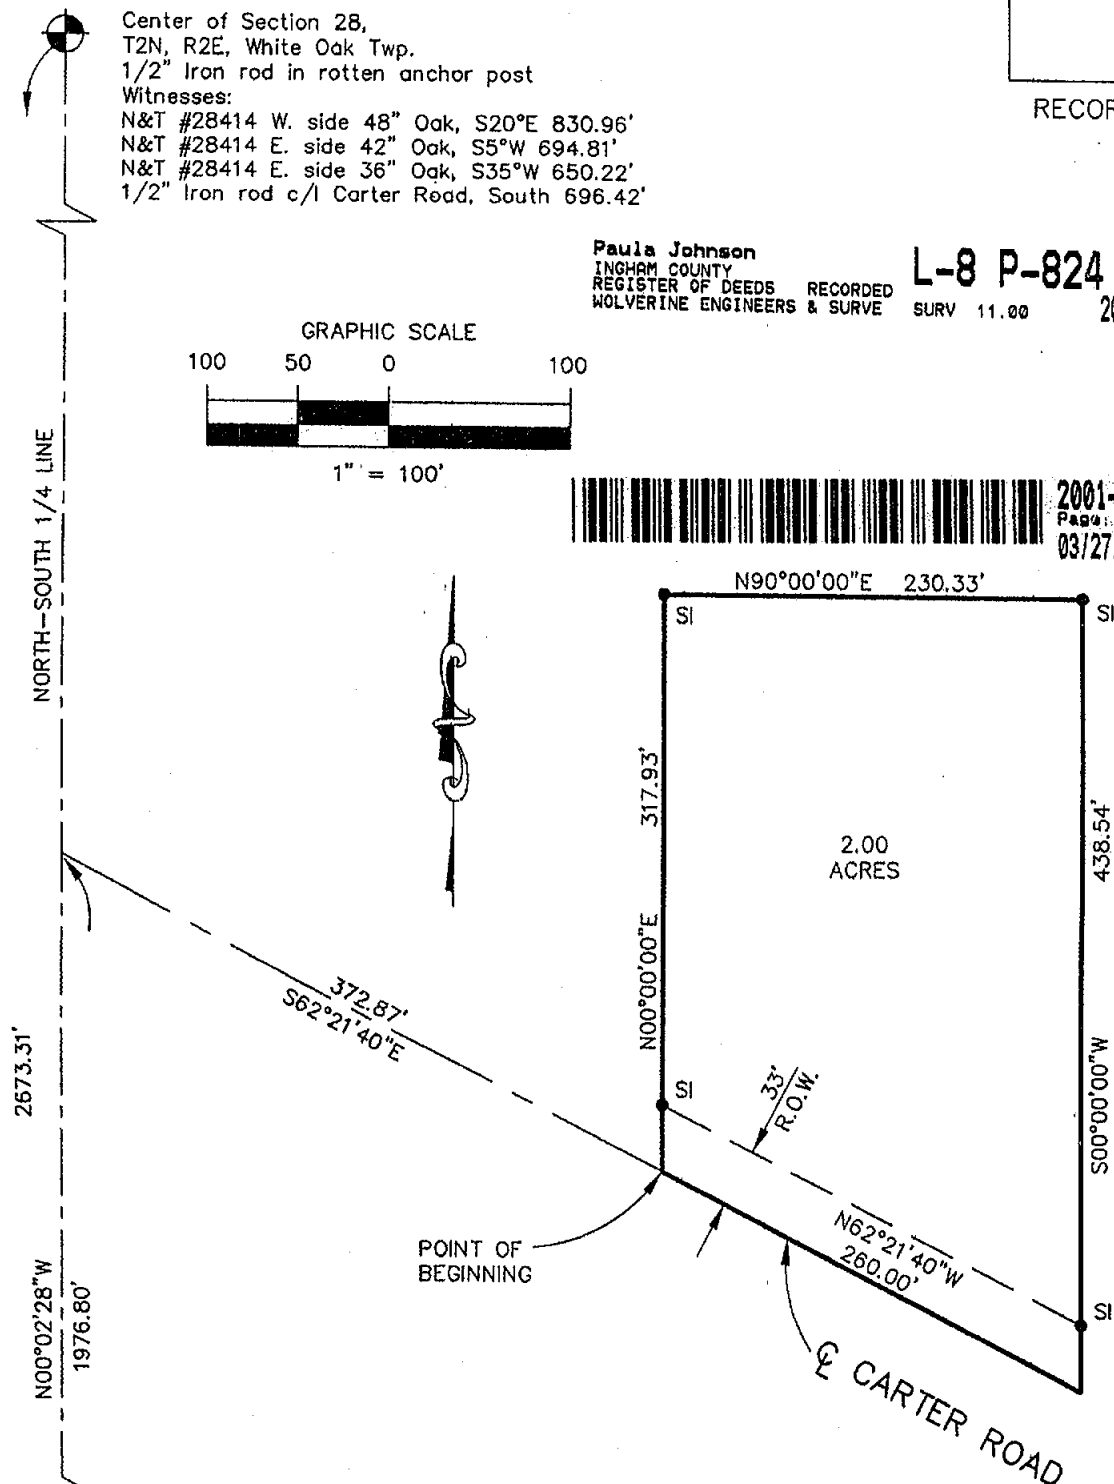 Center of Section 28,
T2N, R2E, White Oak Twp.
1/2" Iron rod in rotten anchor post
Witnesses:
N&T #28414 W. side 48" Oak, S20°E 830.96'
N&T #28414 E. side 42" Oak, S5°W 694.81'
N&T #28414 E. side 36" Oak, S35°W 650.22'
1/2" Iron rod c/l Carter Road, South 696.42'
RECOR
Paula Johnson
INGHAM COUNTY
REGISTER OF DEEDS RECORDED
WOLVERINE ENGINEERS & SURVE
L-8 P-824
SURV 11.00 20
GRAPHIC SCALE
100 50 0 100
1" = 100'
2001-
Page:
03/27
NORTH-SOUTH 1/4 LINE
N90°00'00"E 230.33'
SI
SI
317.93'
N00°00'00"E
2.00
ACRES
438.54'
S00°00'00"W
372.87'
S62°21'40"E
2673.31'
SI
33'
R.O.W.
N62°21'40"W
260.00'
POINT OF
BEGINNING
SI
N00°02'28"W
1976.80'
℄ CARTER ROAD